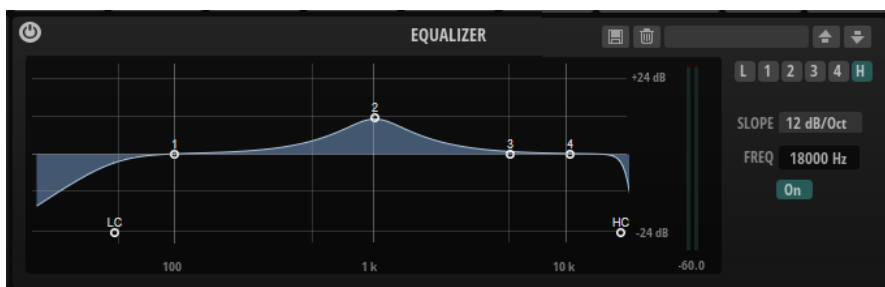 EQUALIZER
L 1 2 3 4 H
+24 dB
2
1 3 4
SLOPE 12 dB/Oct
FREQ 18000 Hz
On
LC HC -24 dB
100 1 k 10 k -60.0